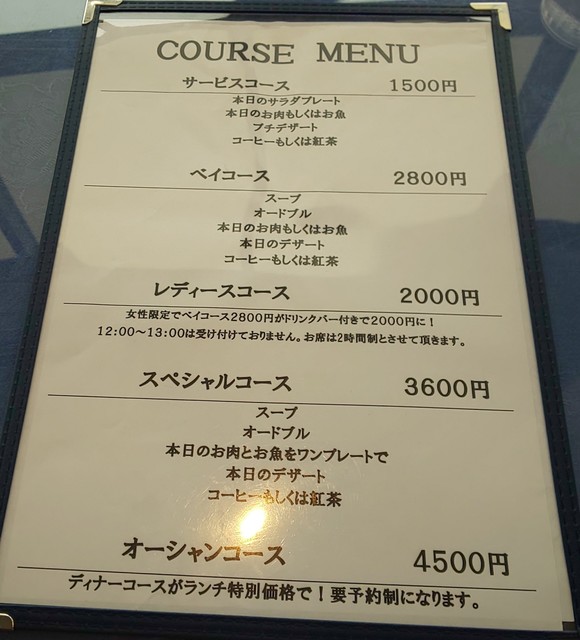 COURSE MENU
サービスコース 1500円
本日のサラダプレート
本日のお肉もしくはお魚
プチデザート
コーヒーもしくは紅茶
ベイコース 2800円
スープ
オードブル
本日のお肉もしくはお魚
本日のデザート
コーヒーもしくは紅茶
レディースコース 2000円
女性限定でベイコース2800円がドリンクバー付きで2000円に!
12:00〜13:00は受け付けておりません。お席は2時間制とさせて頂きます。
スペシャルコース 3600円
スープ
オードブル
本日のお肉とお魚をワンプレートで
本日のデザート
コーヒーもしくは紅茶
オーシャンコース 4500円
ディナーコースがランチ特別価格で!要予約制になります。